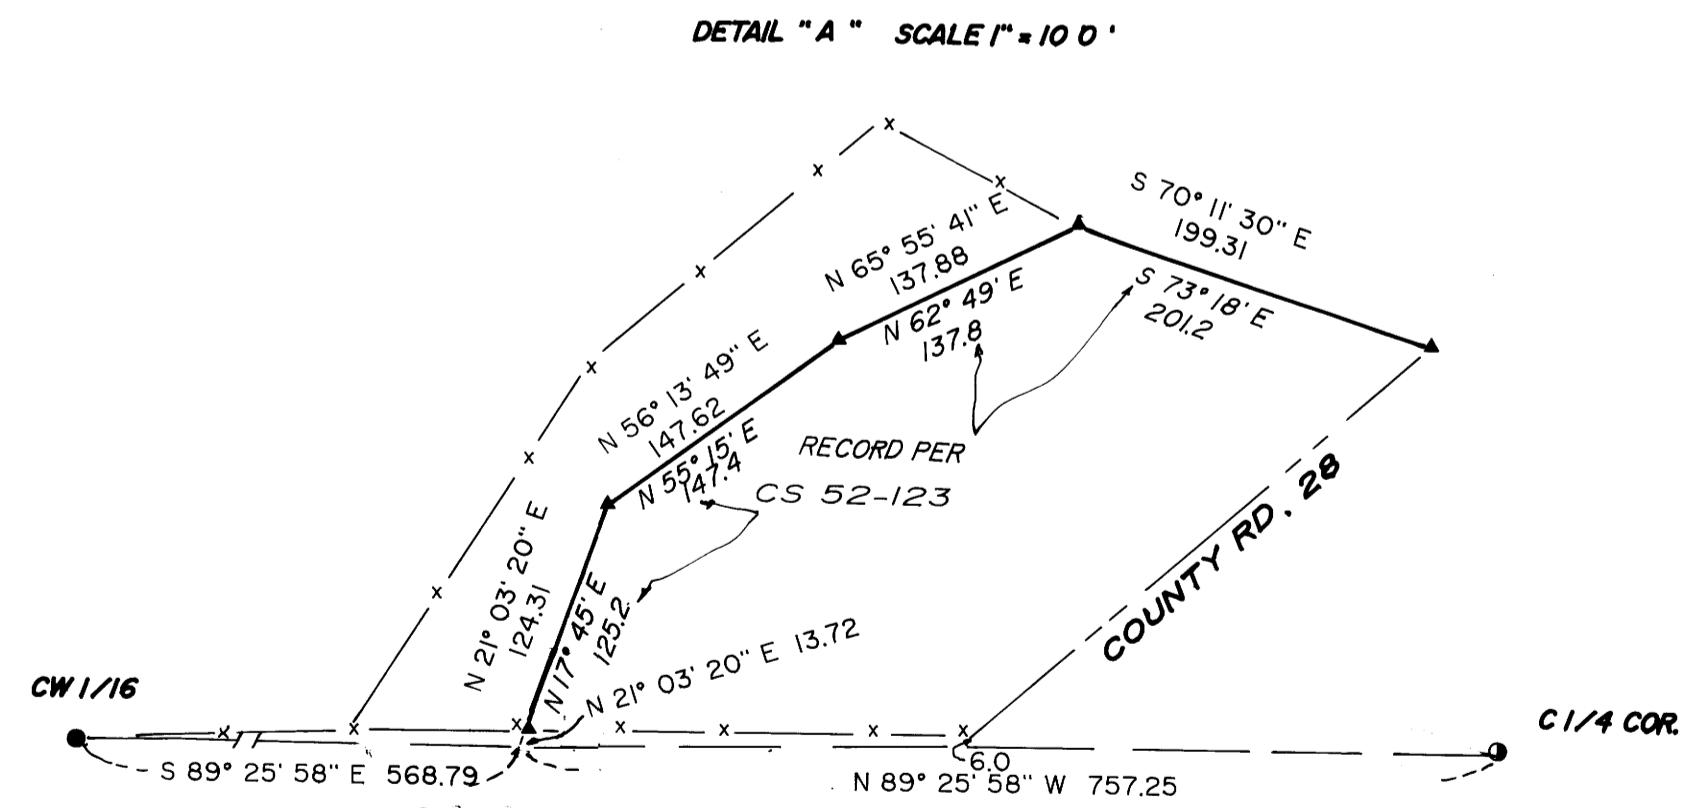 DETAIL "A" SCALE 1" = 100'
S 70° 11' 30" E
199.31
N 65° 55' 41" E
137.88
S 73° 18' E
201.2
N 62° 49' E
137.8
N 56° 13' 49" E
147.62
N 55° 15' E
147.4
RECORD PER
CS 52-123
COUNTY RD. 28
N 21° 03' 20" E
124.31
N 17° 45' E
125.2
N 21° 03' 20" E 13.72
CW 1/16
C 1/4 COR.
6.0
S 89° 25' 58" E 568.79
N 89° 25' 58" W 757.25